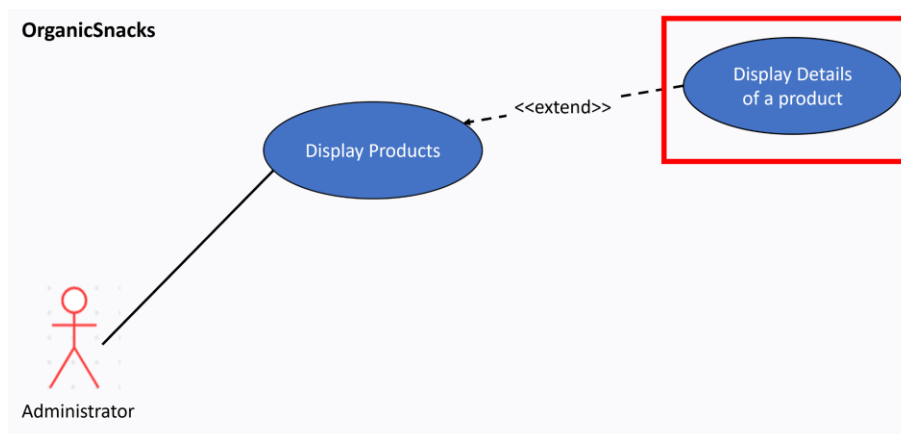 OrganicSnacks
Display Details
of a product
<<extend>>
Display Products
Administrator